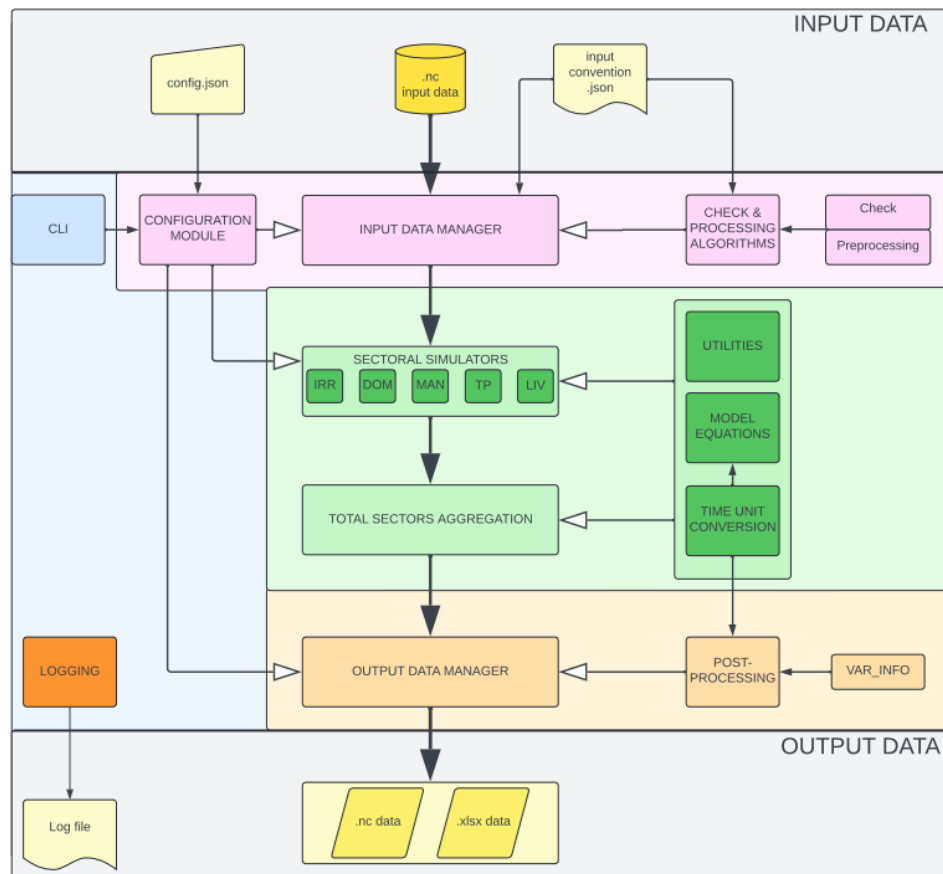 INPUT DATA
config.json
.nc
input data
input
convention
.json
CLI
CONFIGURATION
MODULE
INPUT DATA MANAGER
CHECK &
PROCESSING
ALGORITHMS
Check
Preprocessing
SECTORAL SIMULATORS
IRR
DOM
MAN
TP
LIV
UTILITIES
MODEL
EQUATIONS
TOTAL SECTORS AGGREGATION
TIME UNIT
CONVERSION
LOGGING
OUTPUT DATA MANAGER
POST-
PROCESSING
VAR_INFO
OUTPUT DATA
Log file
.nc data
.xlsx data